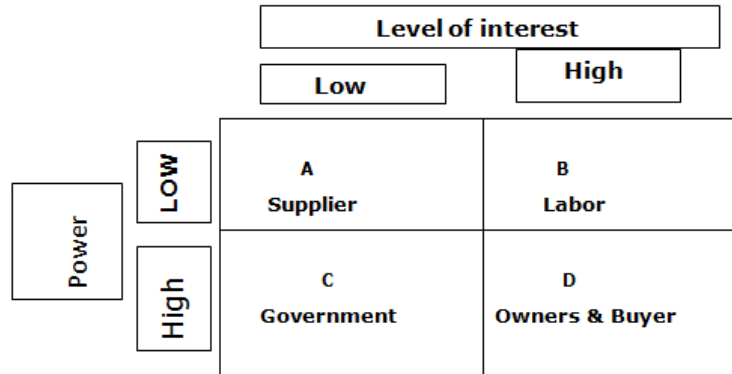 Level of interest
Low
High
Power
LOW
A
Supplier
B
Labor
High
C
Government
D
Owners & Buyer